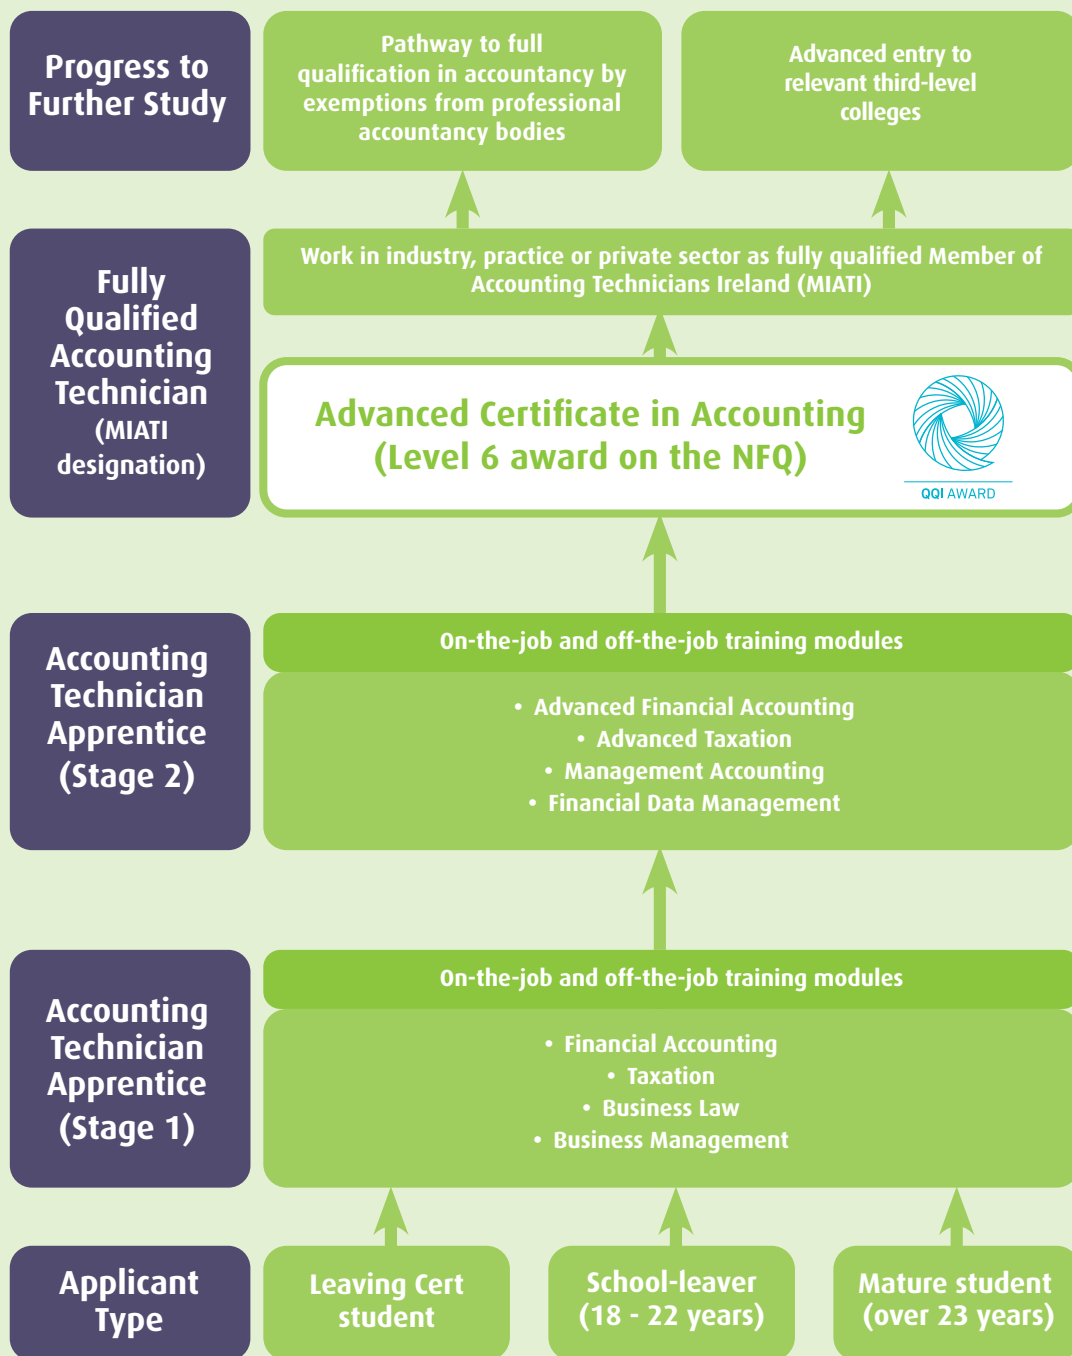 Progress to
Further Study
Pathway to full
qualification in accountancy by
exemptions from professional
accountancy bodies
Advanced entry to
relevant third-level
colleges
Fully
Qualified
Accounting
Technician
(MIATI
designation)
Work in industry, practice or private sector as fully qualified Member of
Accounting Technicians Ireland (MIATI)
Advanced Certificate in Accounting
(Level 6 award on the NFQ)
QQI AWARD
Accounting
Technician
Apprentice
(Stage 2)
On-the-job and off-the-job training modules
• Advanced Financial Accounting
• Advanced Taxation
• Management Accounting
• Financial Data Management
Accounting
Technician
Apprentice
(Stage 1)
On-the-job and off-the-job training modules
• Financial Accounting
• Taxation
• Business Law
• Business Management
Applicant
Type
Leaving Cert
student
School-leaver
(18 - 22 years)
Mature student
(over 23 years)